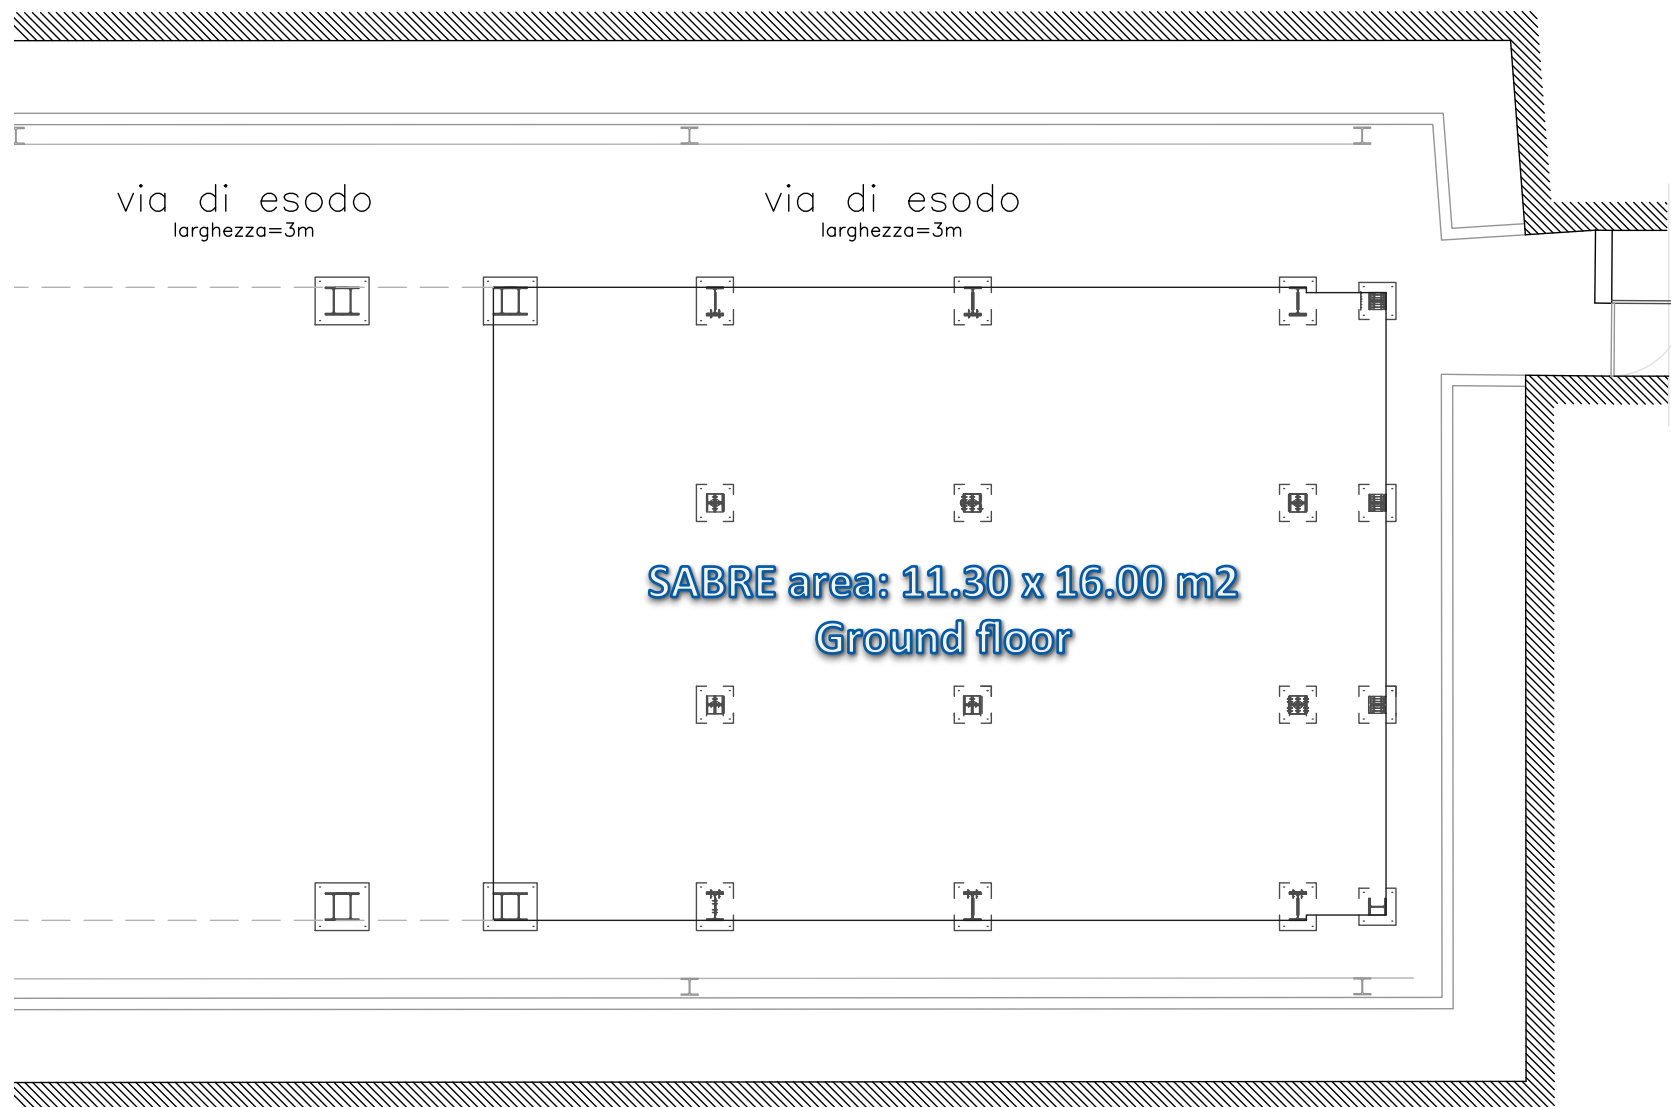 via di esodo
larghezza=3m
via di esodo
larghezza=3m
SABRE area: 11.30 x 16.00 m2
Ground floor